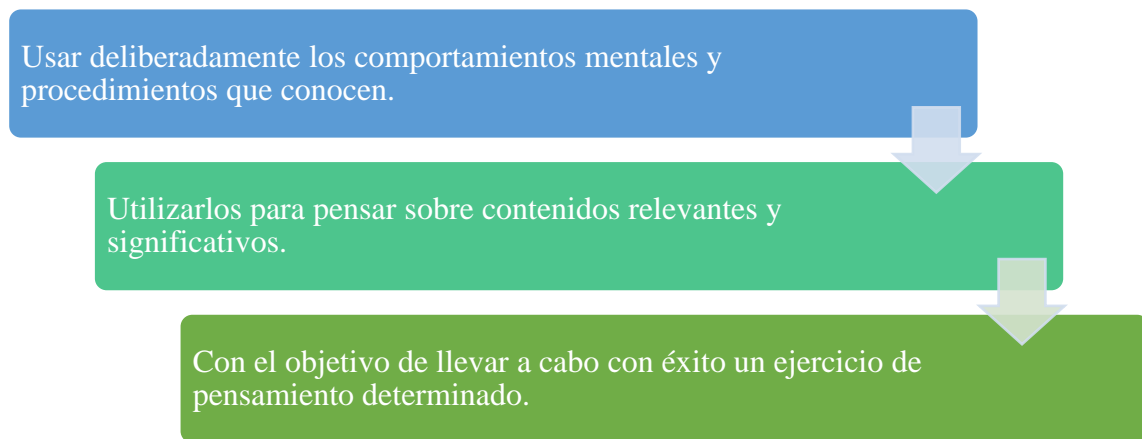 Usar deliberadamente los comportamientos mentales y
procedimientos que conocen.
Utilizarlos para pensar sobre contenidos relevantes y
significativos.
Con el objetivo de llevar a cabo con éxito un ejercicio de
pensamiento determinado.